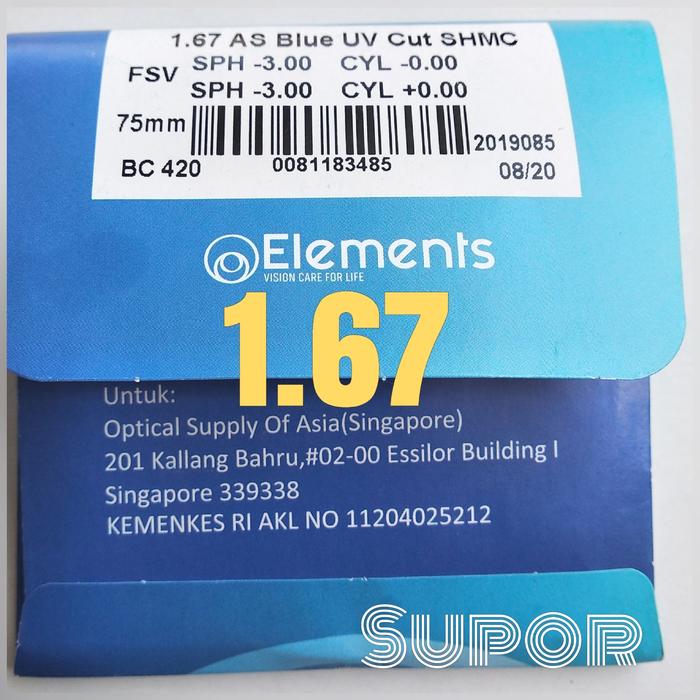 1.67 AS Blue UV Cut SHMC
FSV SPH -3.00 CYL -0.00
SPH -3.00 CYL +0.00
75mm
2019085
BC 420 0081183485 08/20
Elements
VISION CARE FOR LIFE
1.67
Untuk:
Optical Supply Of Asia(Singapore)
201 Kallang Bahru,#02-00 Essilor Building I
Singapore 339338
KEMENKES RI AKL NO 11204025212
SUPOR